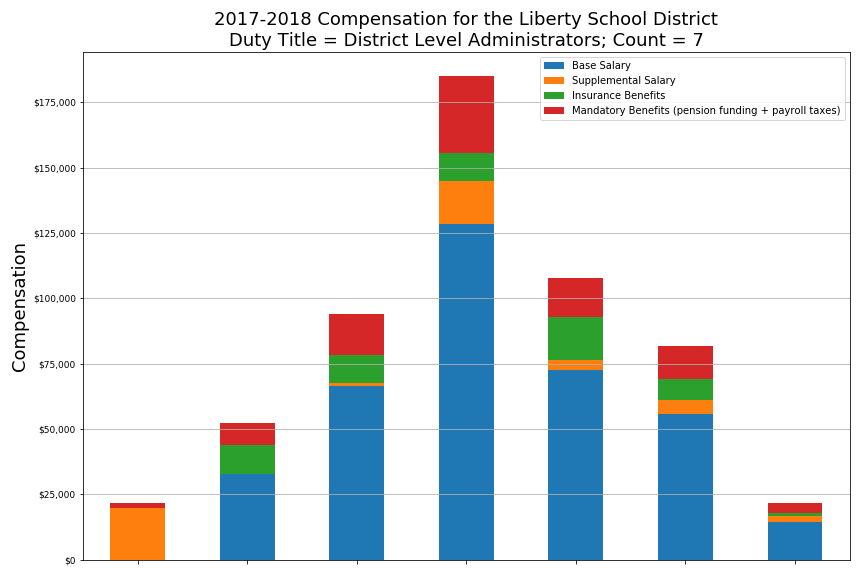 2017-2018 Compensation for the Liberty School District
Duty Title = District Level Administrators; Count = 7
Base Salary
Supplemental Salary
Insurance Benefits
Mandatory Benefits (pension funding + payroll taxes)
Compensation
$175,000
$150,000
$125,000
$100,000
$75,000
$50,000
$25,000
$0